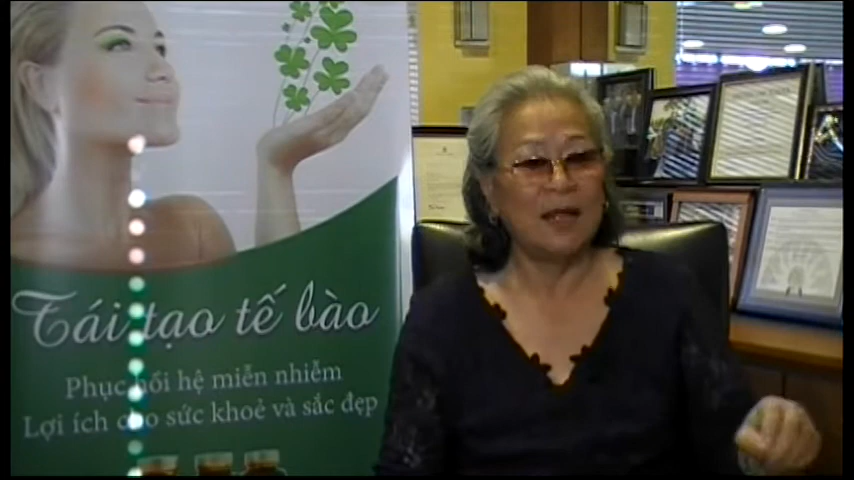 Tái tạo tế bào
Phục hồi hệ miễn nhiễm
Lợi ích cho sức khoẻ và sắc đẹp